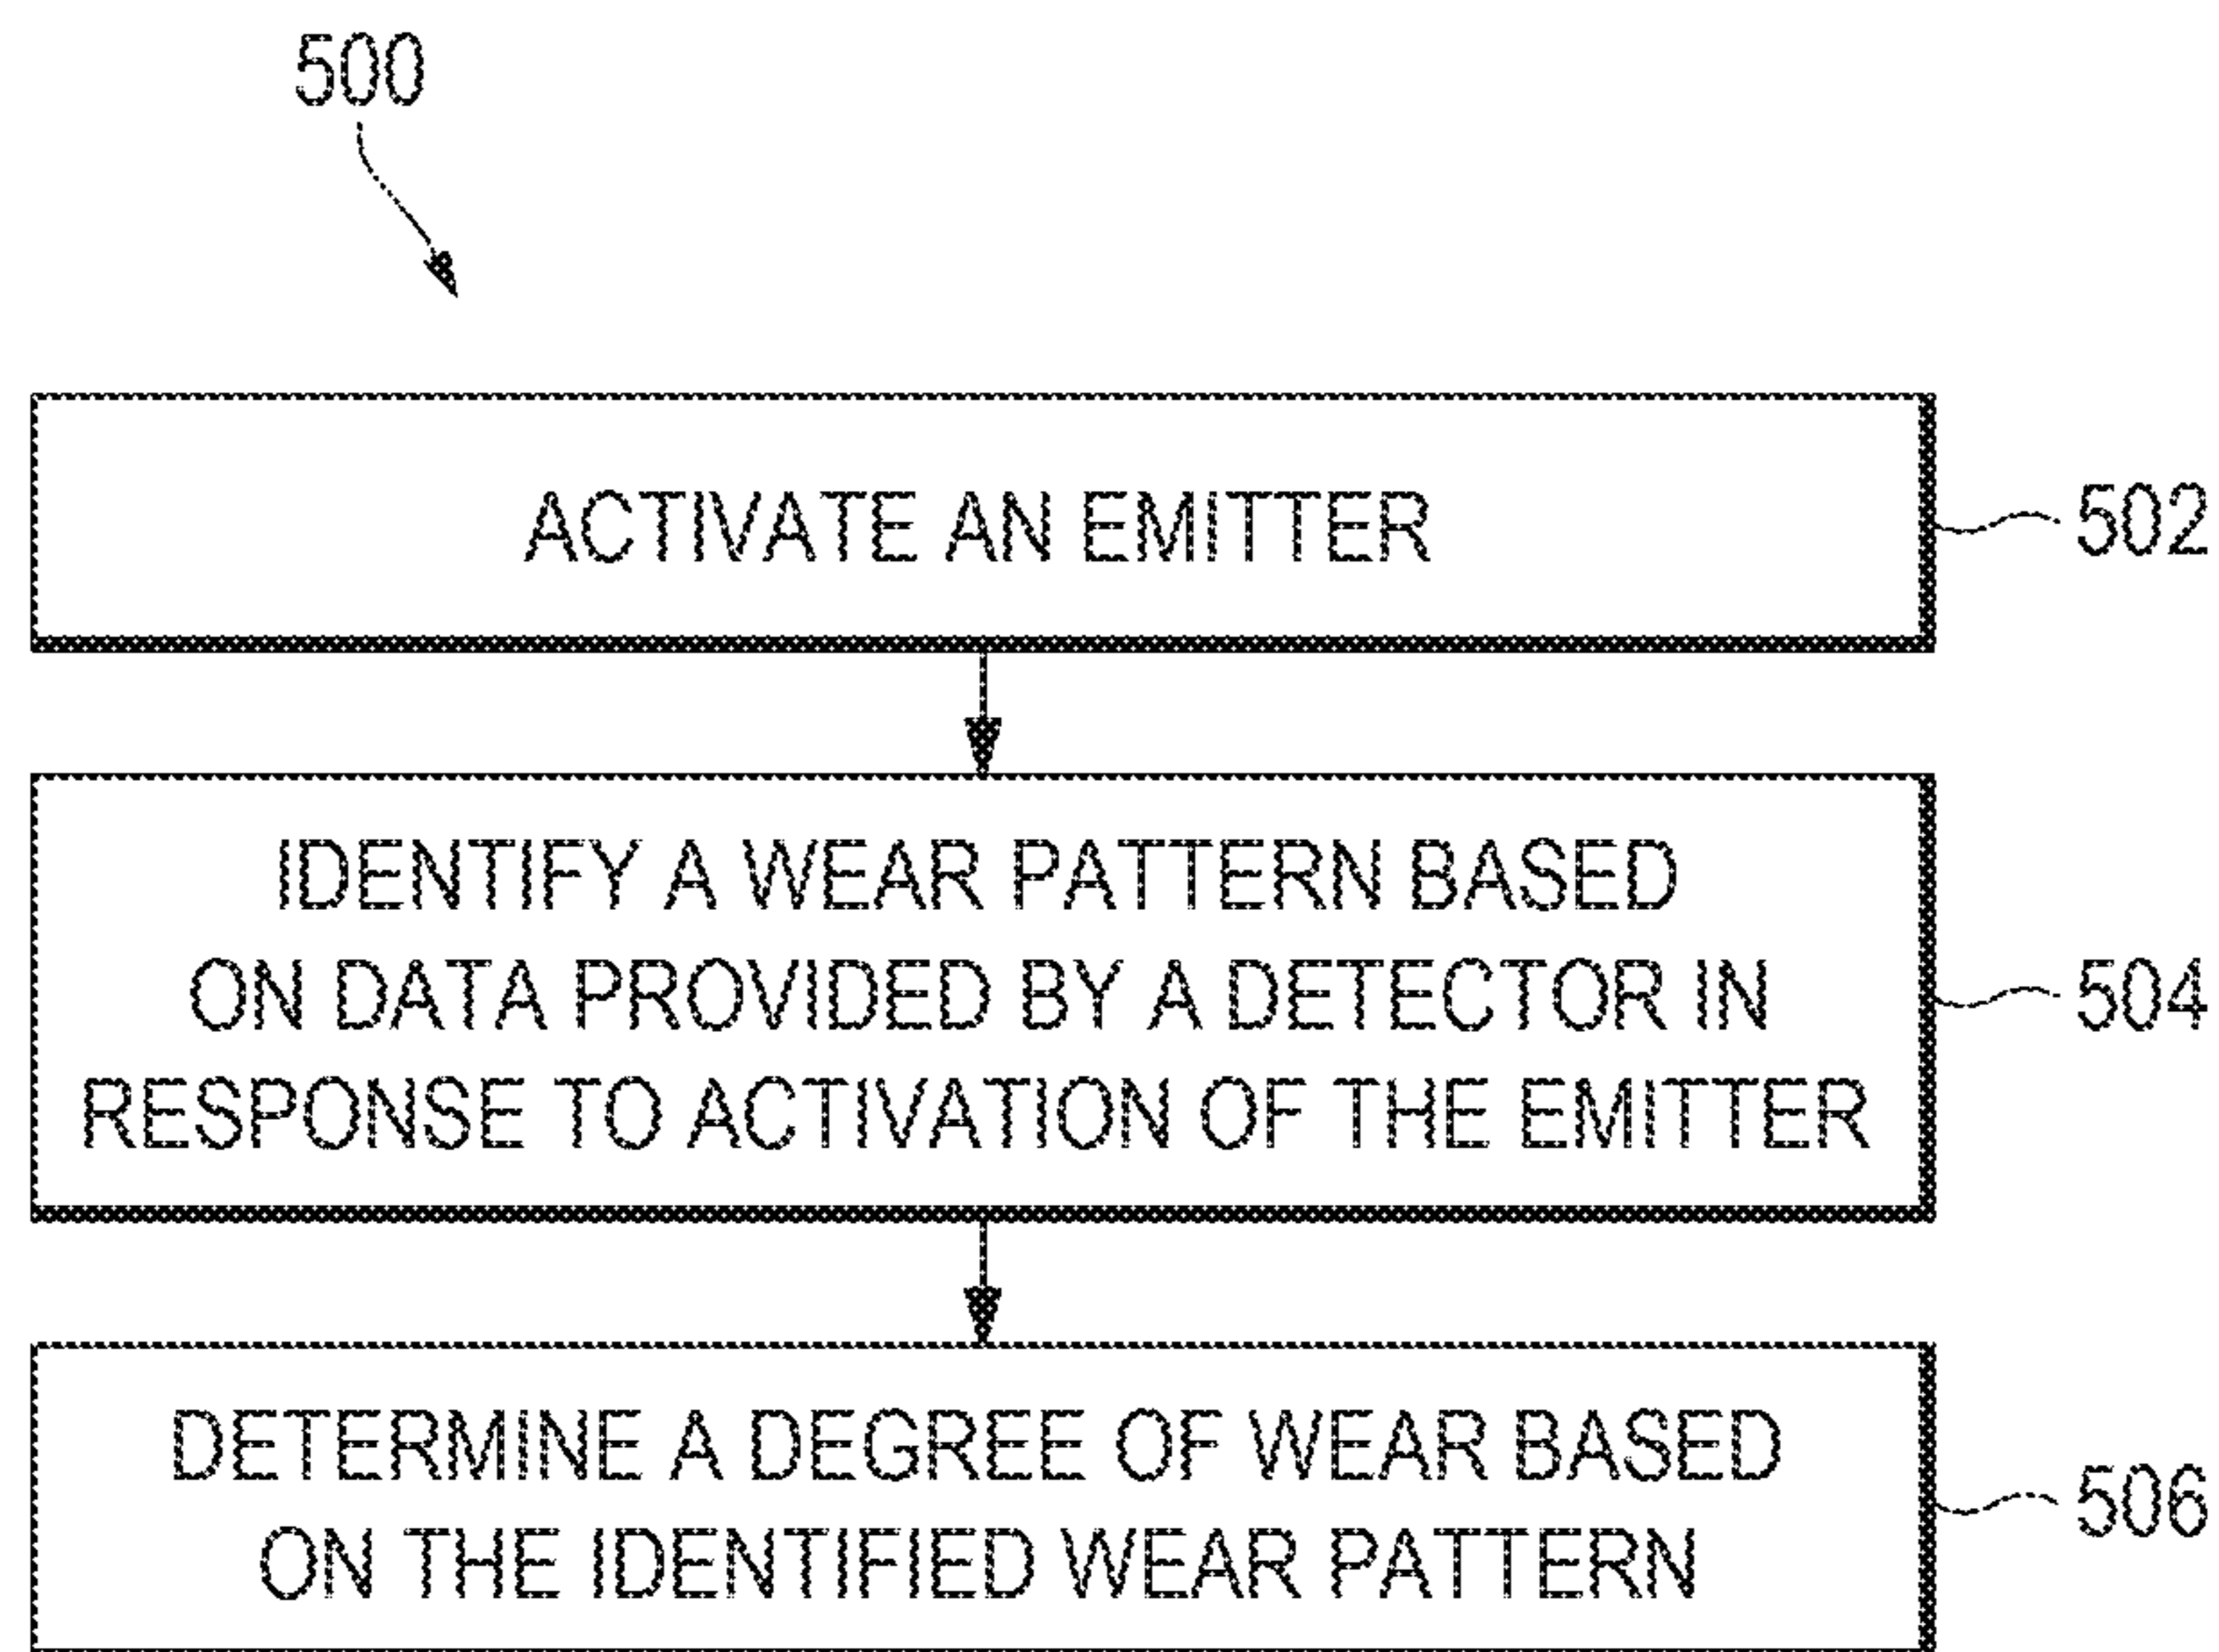 500
ACTIVATE AN EMITTER
502
IDENTIFY A WEAR PATTERN BASED
ON DATA PROVIDED BY A DETECTOR IN
RESPONSE TO ACTIVATION OF THE EMITTER
504
DETERMINE A DEGREE OF WEAR BASED
ON THE IDENTIFIED WEAR PATTERN
506